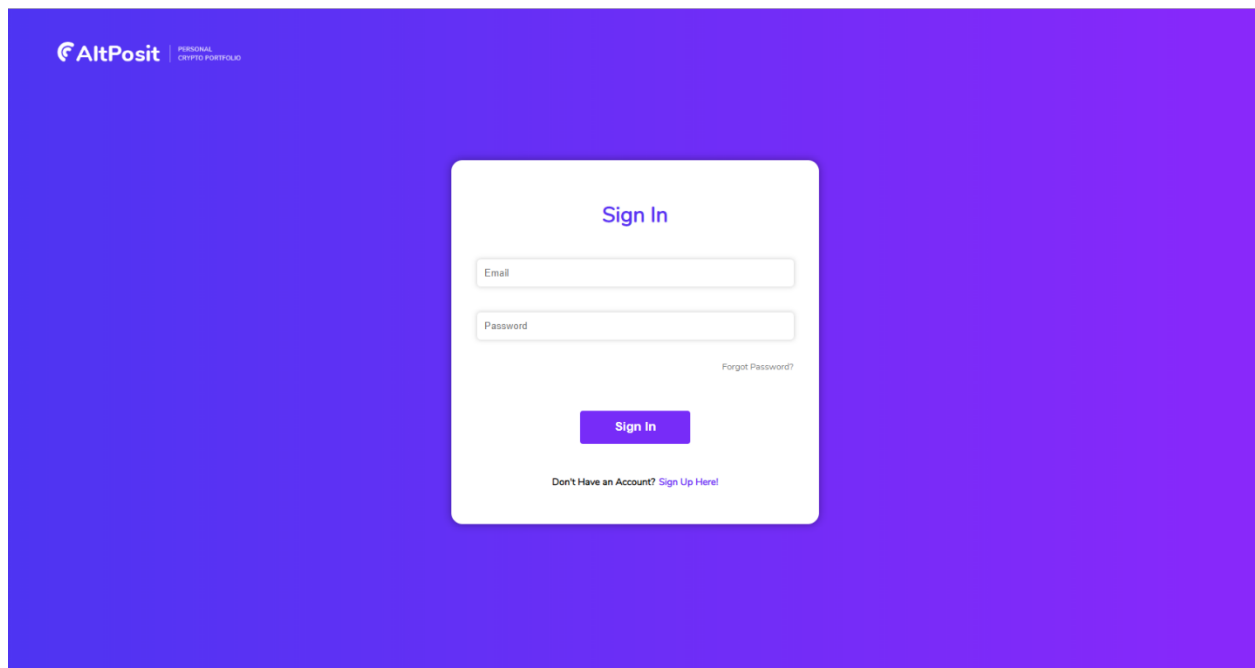 AltPosit
PERSONAL
CRYPTO PORTFOLIO
Sign In
Email
Password
Forgot Password?
Sign In
Don't Have an Account? Sign Up Here!